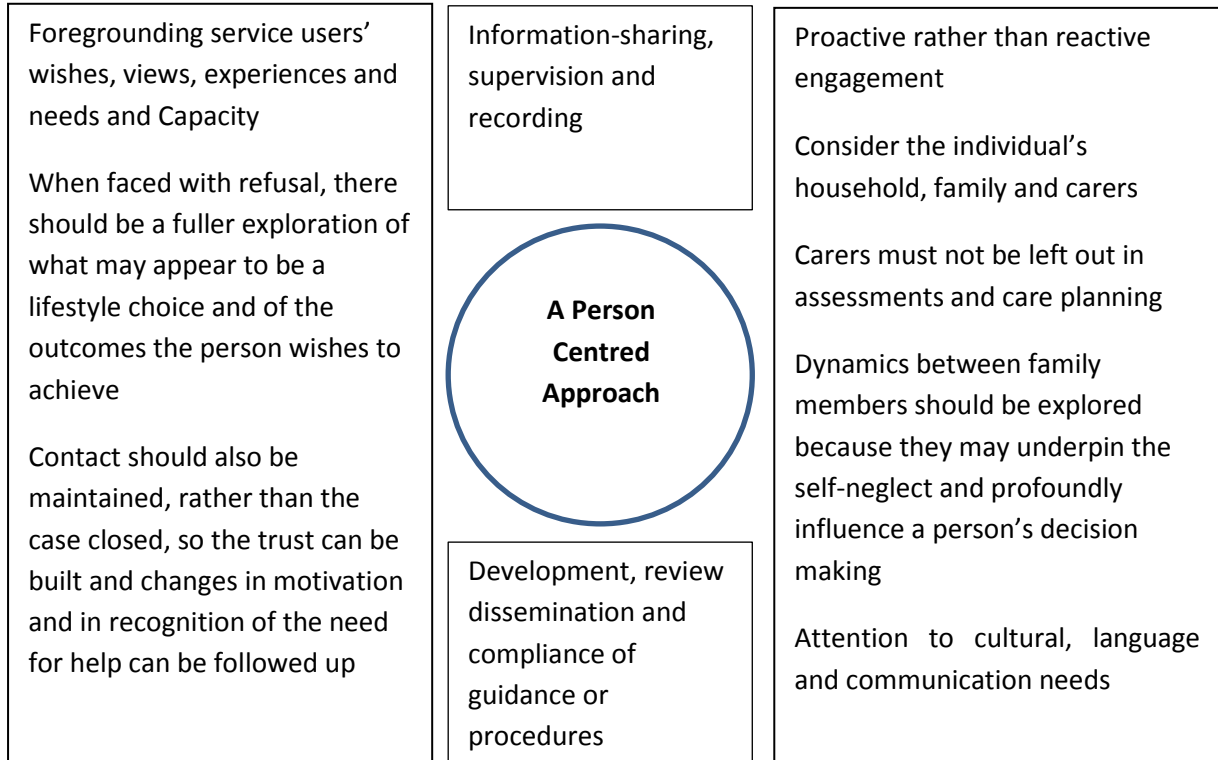 Foregrounding service users’
wishes, views, experiences and
needs and Capacity
When faced with refusal, there
should be a fuller exploration of
what may appear to be a
lifestyle choice and of the
outcomes the person wishes to
achieve
Contact should also be
maintained, rather than the
case closed, so the trust can be
built and changes in motivation
and in recognition of the need
for help can be followed up
Information-sharing,
supervision and
recording
A Person
Centred
Approach
Development, review
dissemination and
compliance of
guidance or
procedures
Proactive rather than reactive
engagement
Consider the individual’s
household, family and carers
Carers must not be left out in
assessments and care planning
Dynamics between family
members should be explored
because they may underpin the
self-neglect and profoundly
influence a person’s decision
making
Attention to cultural, language
and communication needs